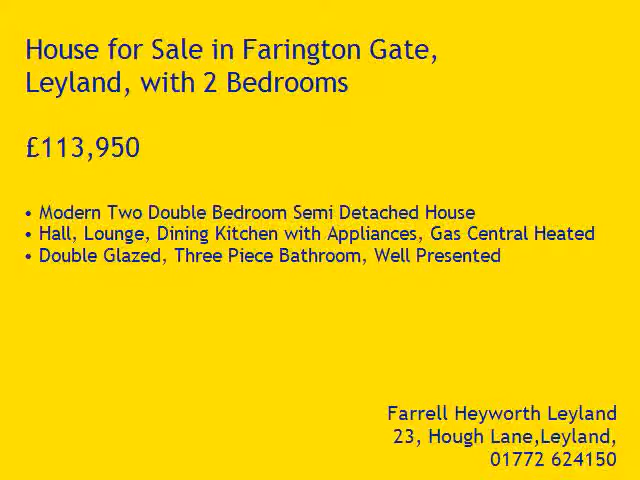 House for Sale in Farington Gate,
Leyland, with 2 Bedrooms
£113,950
• Modern Two Double Bedroom Semi Detached House
• Hall, Lounge, Dining Kitchen with Appliances, Gas Central Heated
• Double Glazed, Three Piece Bathroom, Well Presented
Farrell Heyworth Leyland
23, Hough Lane,Leyland,
01772 624150